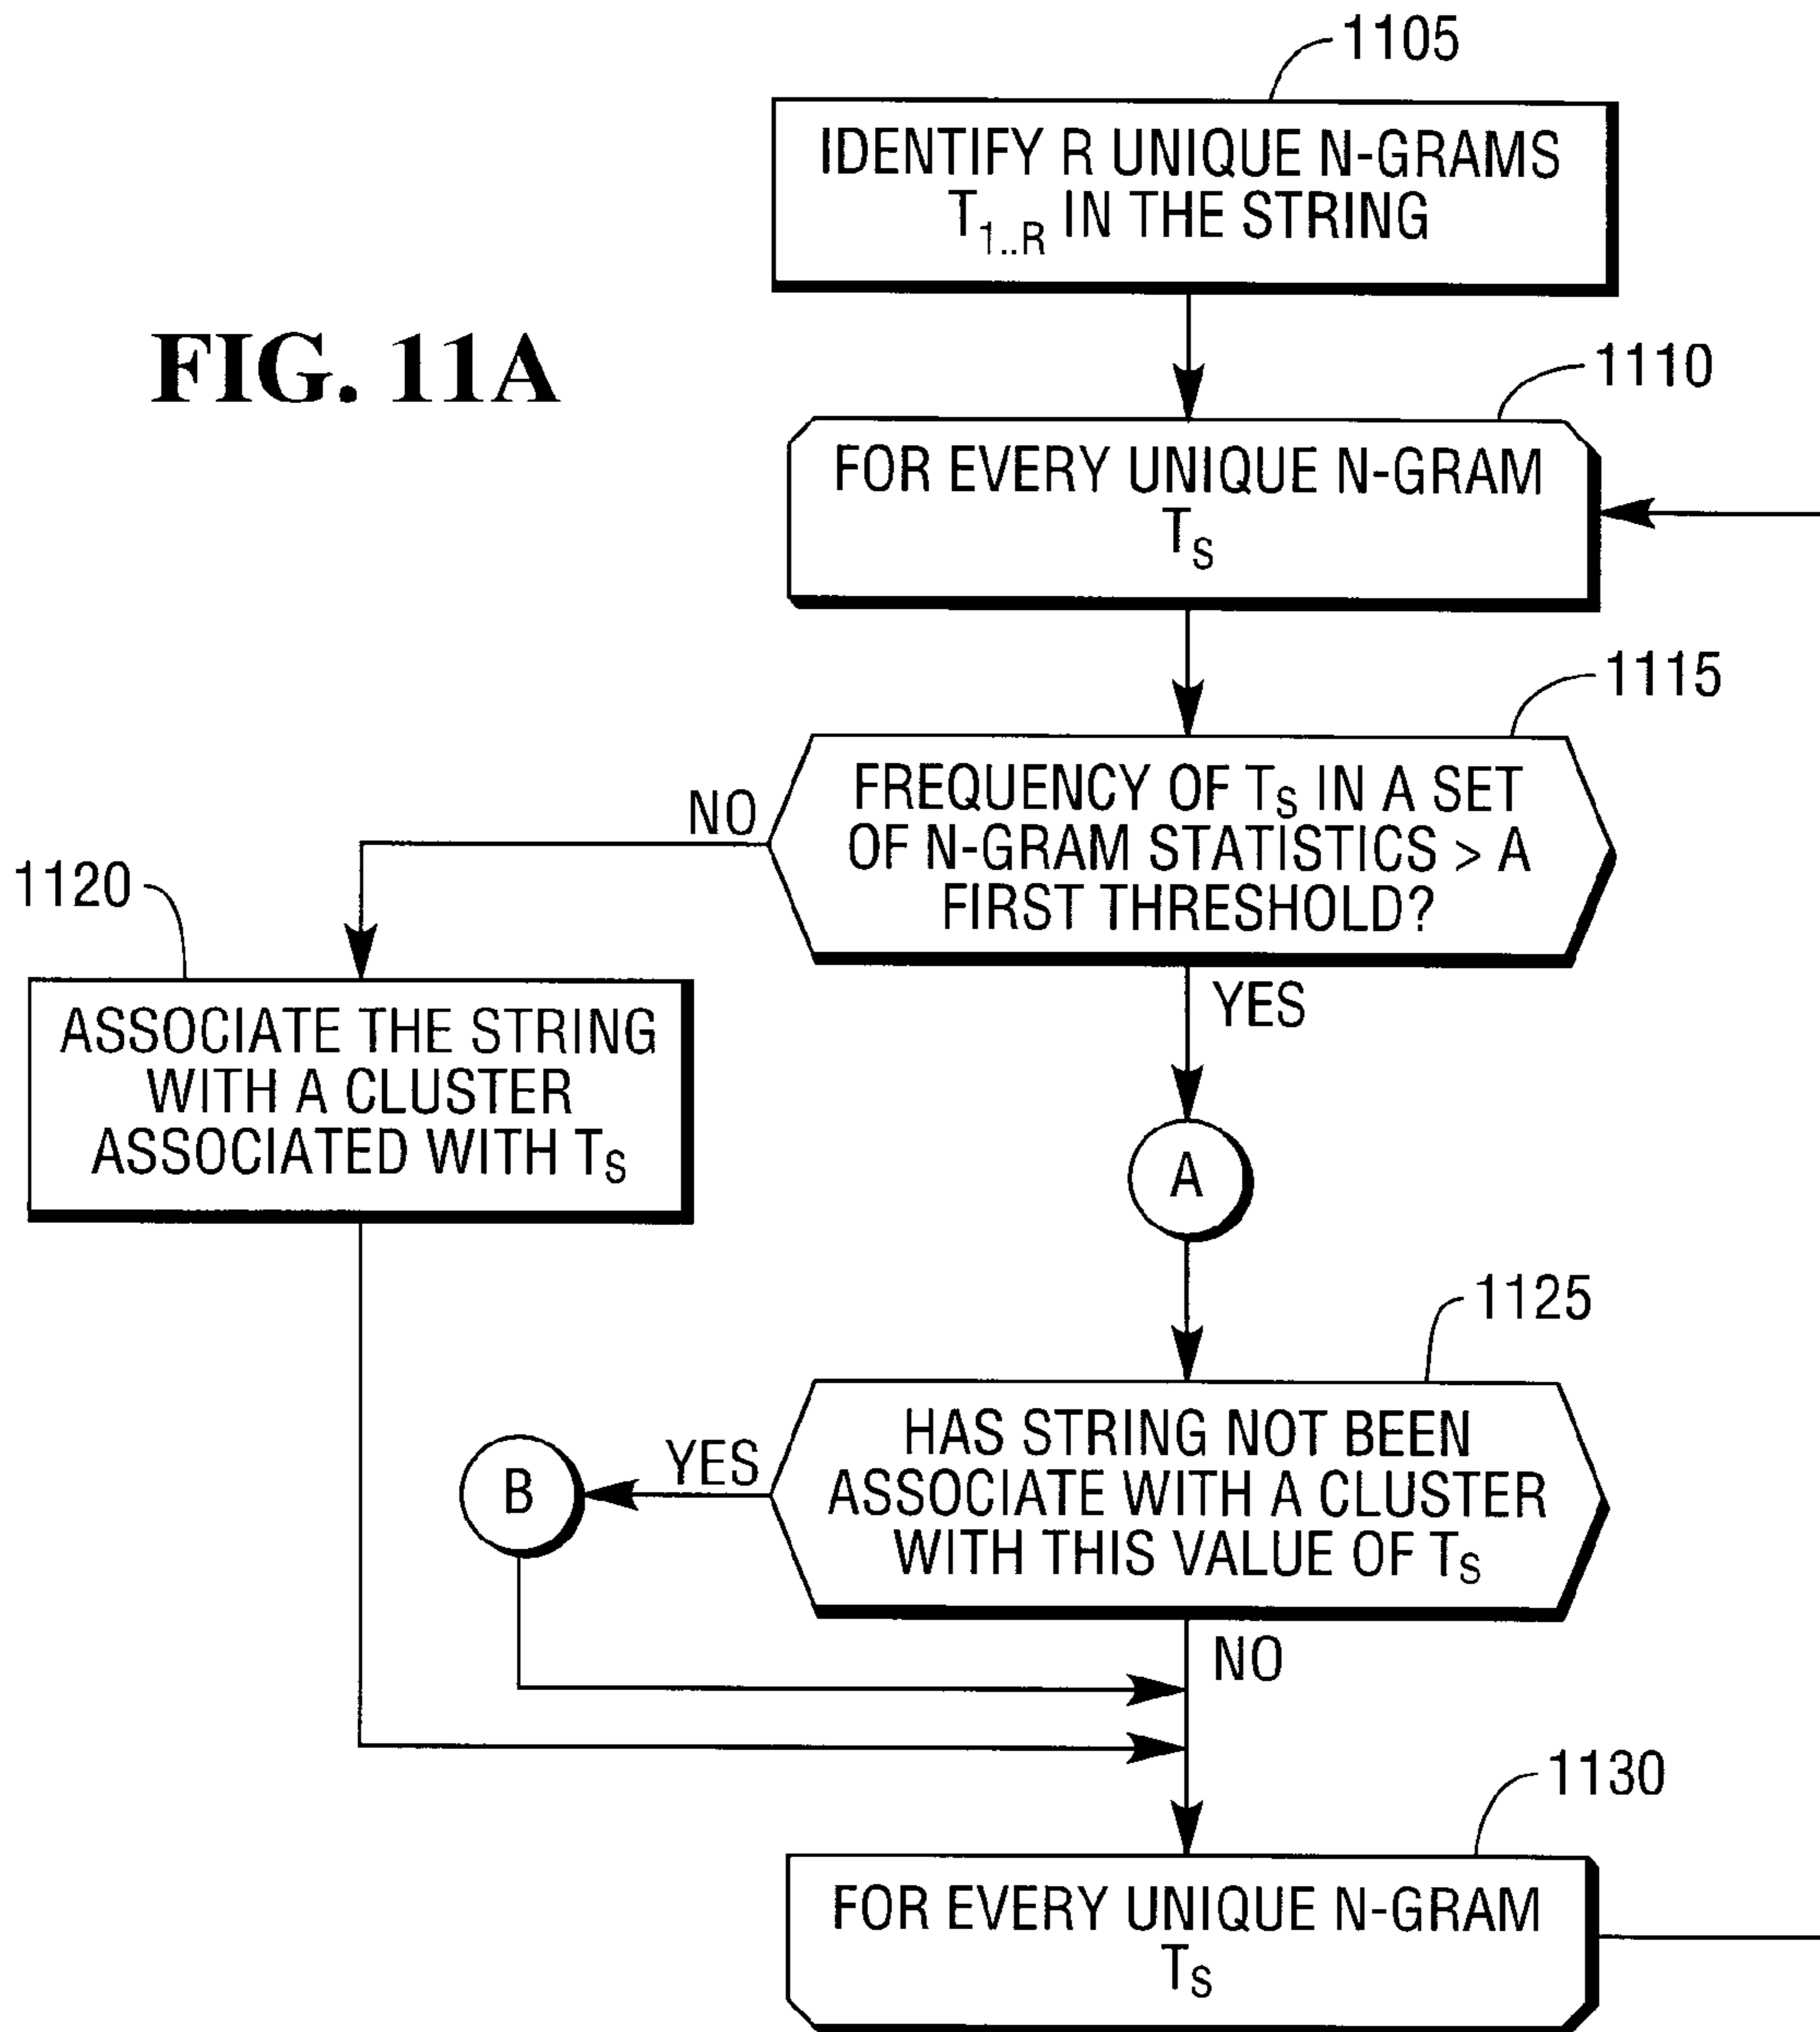 1105
IDENTIFY R UNIQUE N-GRAMS
T1..R IN THE STRING
FIG. 11A
1110
FOR EVERY UNIQUE N-GRAM
TS
1115
FREQUENCY OF TS IN A SET
OF N-GRAM STATISTICS > A
FIRST THRESHOLD?
NO
YES
1120
ASSOCIATE THE STRING
WITH A CLUSTER
ASSOCIATED WITH TS
A
1125
HAS STRING NOT BEEN
ASSOCIATE WITH A CLUSTER
WITH THIS VALUE OF TS
YES
B
NO
1130
FOR EVERY UNIQUE N-GRAM
TS